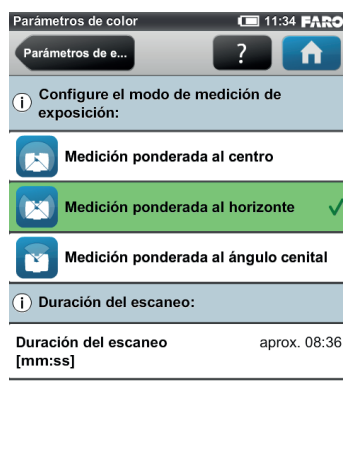 Parámetros de color 11:34 FARO
Parámetros de e... ?
i Configure el modo de medición de
exposición:
Medición ponderada al centro
Medición ponderada al horizonte
Medición ponderada al ángulo cenital
i Duración del escaneo:
Duración del escaneo aprox. 08:36
[mm:ss]